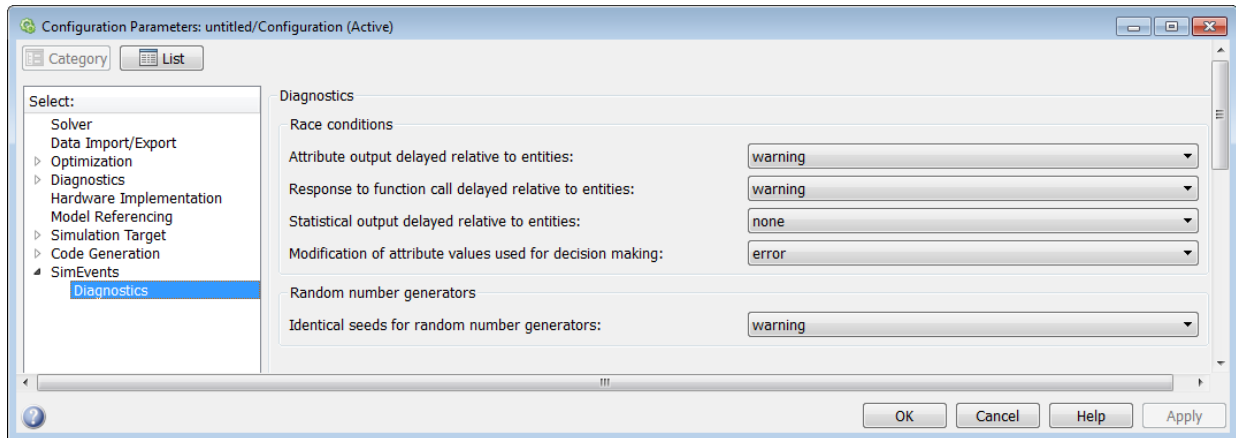 Configuration Parameters: untitled/Configuration (Active)
Category List
Select:
Solver
Data Import/Export
Optimization
Diagnostics
Hardware Implementation
Model Referencing
Simulation Target
Code Generation
SimEvents
Diagnostics
Diagnostics
Race conditions
Attribute output delayed relative to entities: warning
Response to function call delayed relative to entities: warning
Statistical output delayed relative to entities: none
Modification of attribute values used for decision making: error
Random number generators
Identical seeds for random number generators: warning
OK Cancel Help Apply